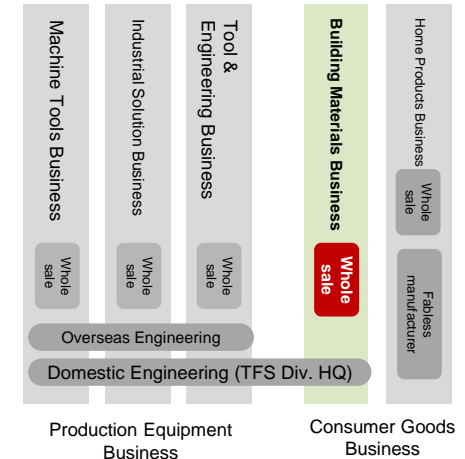 Machine Tools Business
Industrial Solution Business
Tool &
Engineering Business
Building Materials Business
Home Products Business
Whole
sale
Whole
sale
Whole
sale
Whole
sale
Whole
sale
Fabless
manufacturer
Overseas Engineering
Domestic Engineering (TFS Div. HQ)
Production Equipment
Business
Consumer Goods
Business